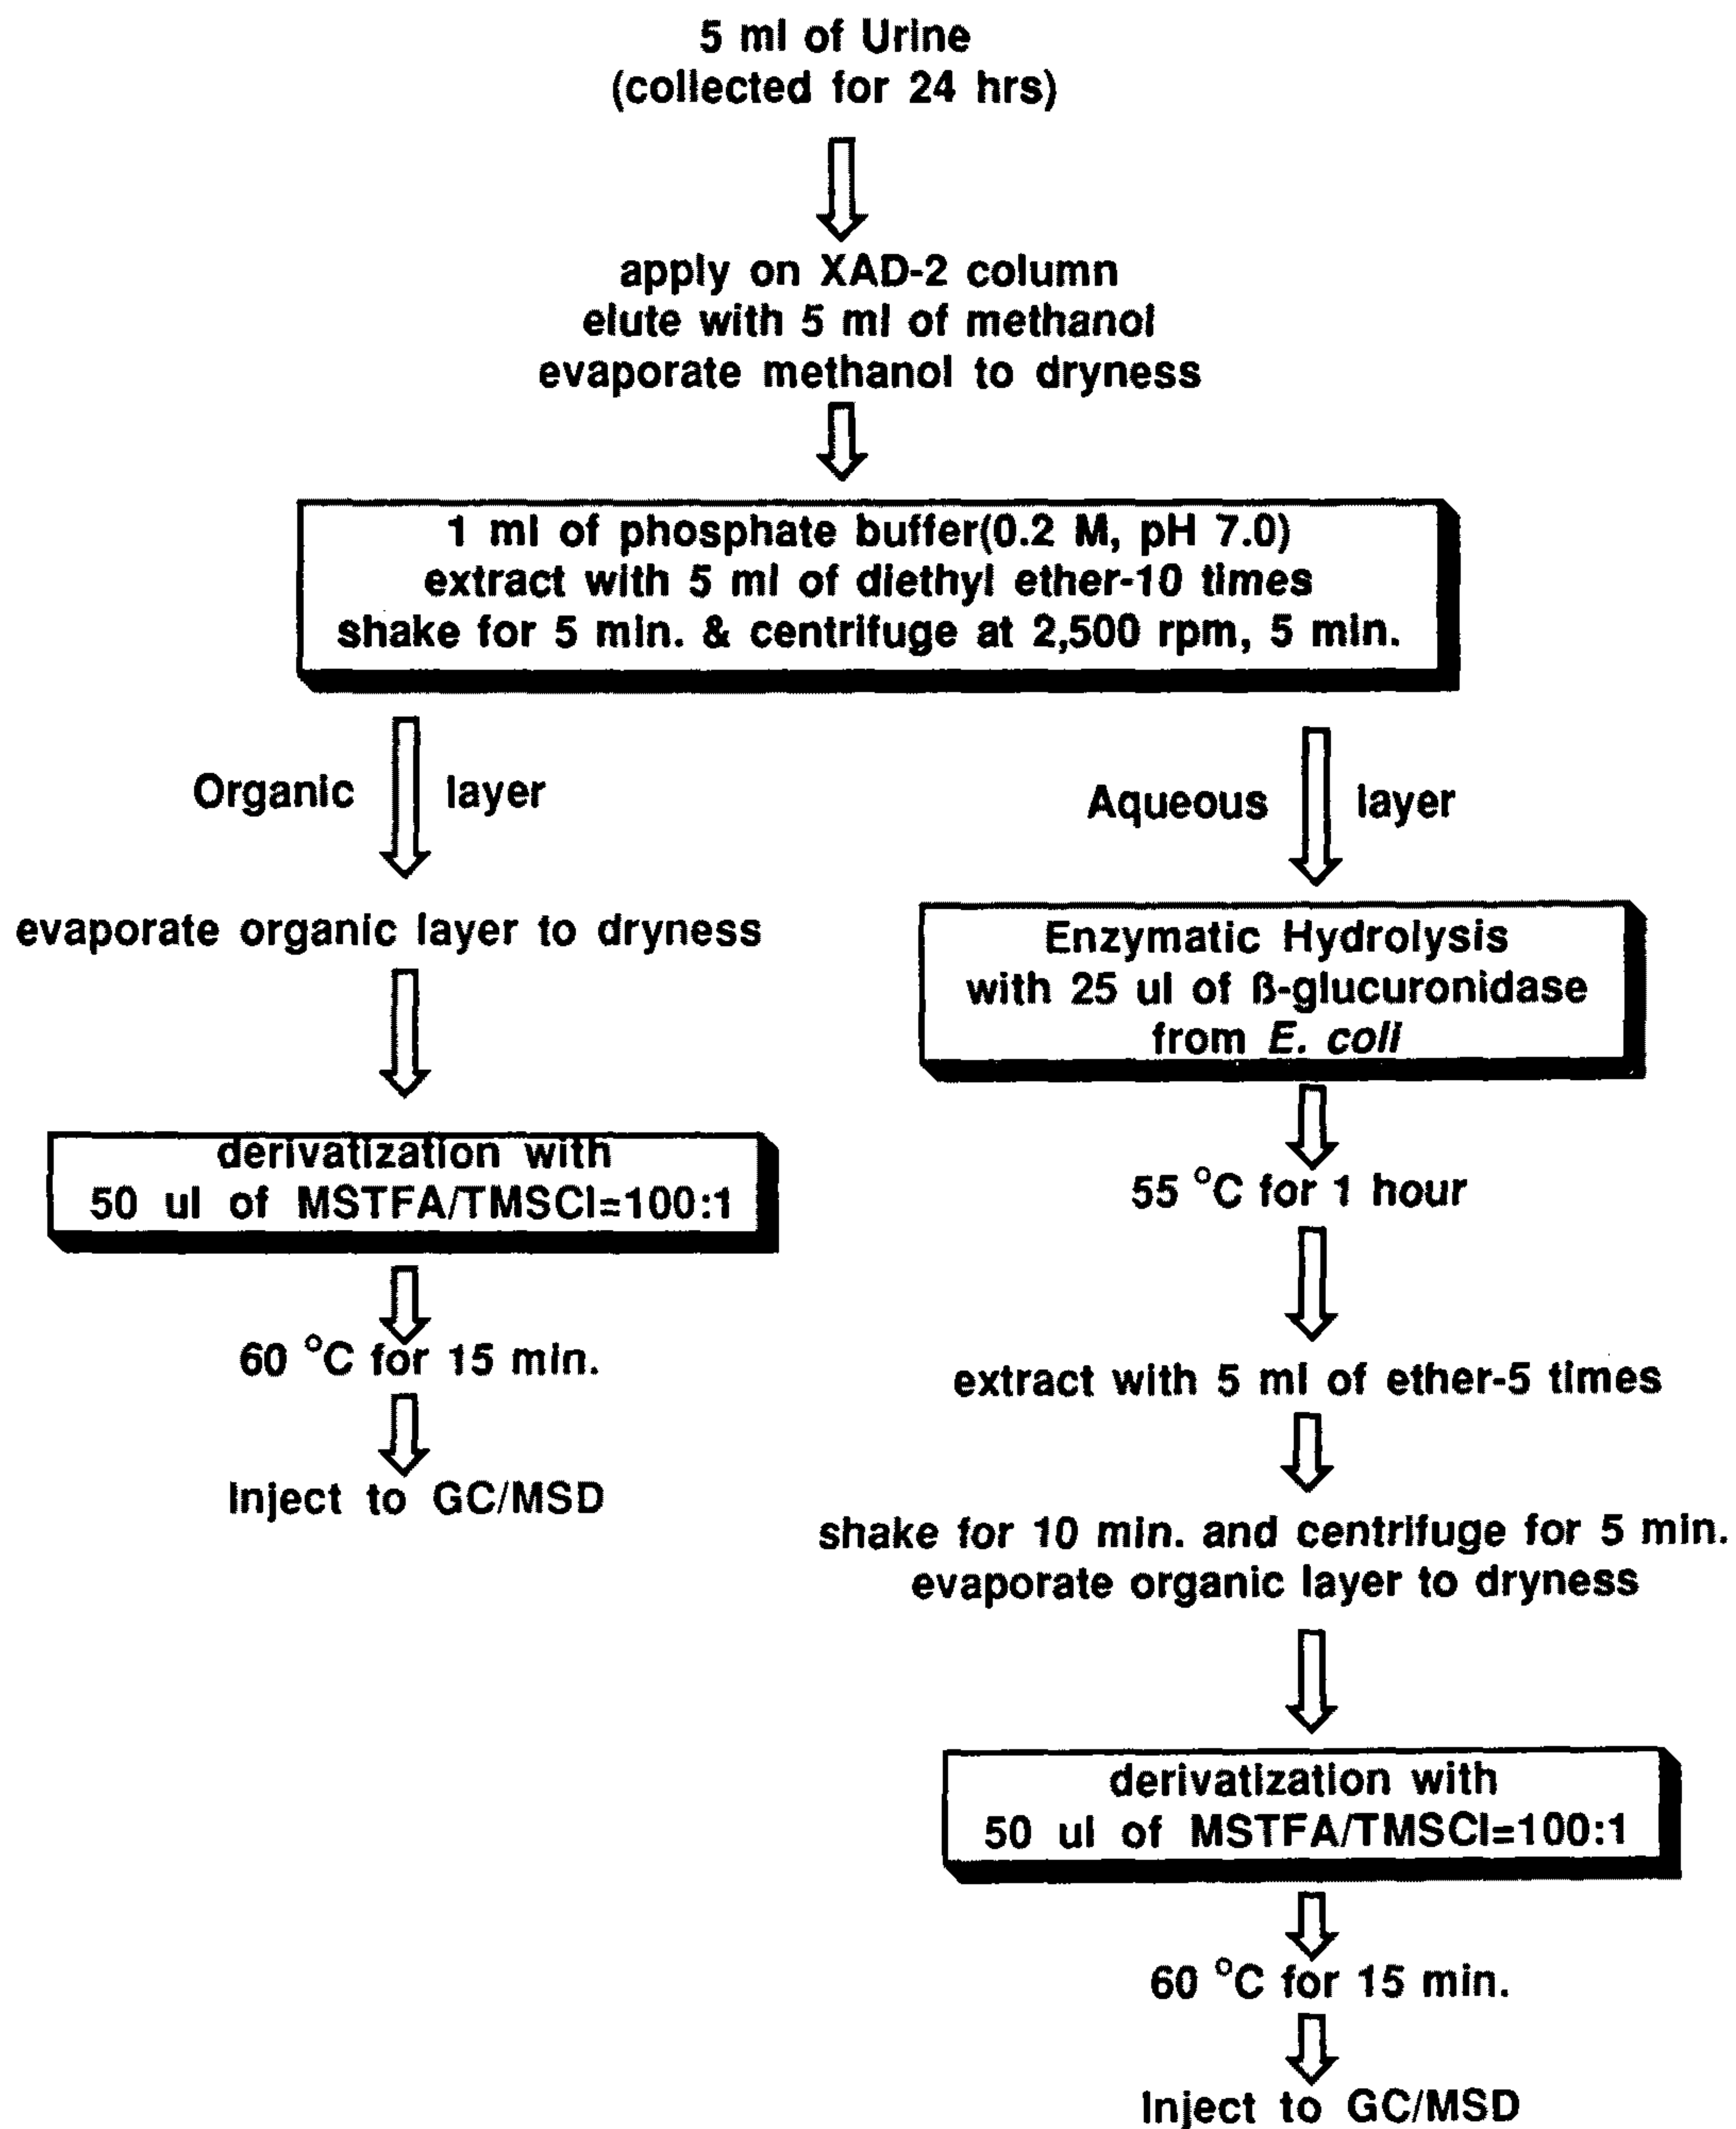 5 ml of Urine
(collected for 24 hrs)
apply on XAD-2 column
elute with 5 ml of methanol
evaporate methanol to dryness
1 ml of phosphate buffer(0.2 M, pH 7.0)
extract with 5 ml of diethyl ether-10 times
shake for 5 min. & centrifuge at 2,500 rpm, 5 min.
Organic layer
evaporate organic layer to dryness
derivatization with
50 ul of MSTFA/TMSCl=100:1
60 °C for 15 min.
Inject to GC/MSD
Aqueous layer
Enzymatic Hydrolysis
with 25 ul of ß-glucuronidase
from E. coli
55 °C for 1 hour
extract with 5 ml of ether-5 times
shake for 10 min. and centrifuge for 5 min.
evaporate organic layer to dryness
derivatization with
50 ul of MSTFA/TMSCl=100:1
60 °C for 15 min.
Inject to GC/MSD